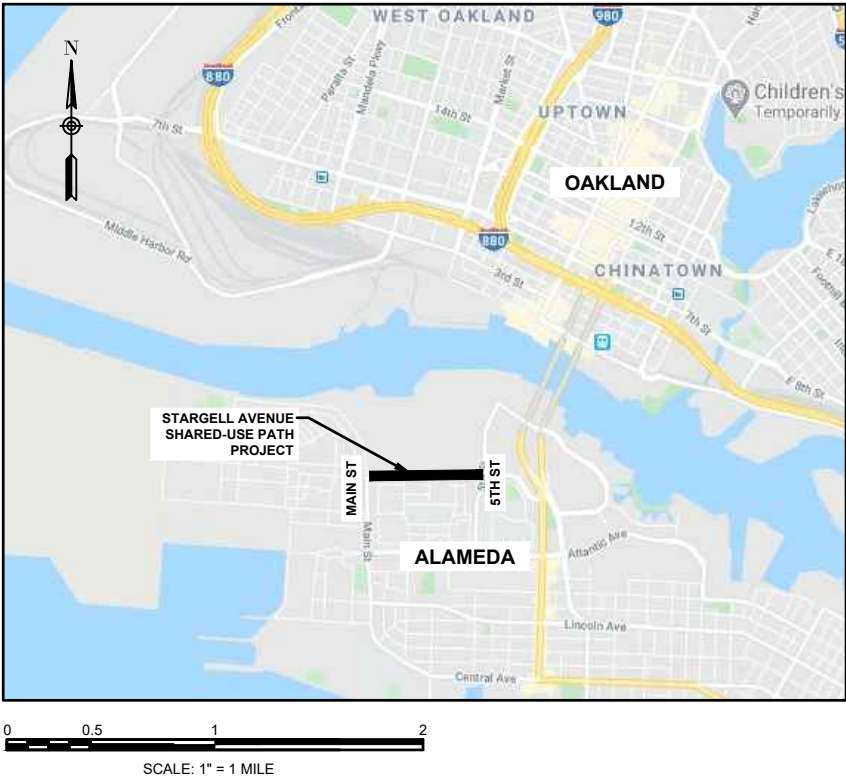 WEST OAKLAND
980
Peralta St
Mandela Pkwy
Market St
880
N
14th St
UPTOWN
Children's
Temporarily
7th St
OAKLAND
12th St
Middle Harbor Rd
880
3rd St
CHINATOWN
7th St
E 8th St
STARGELL AVENUE
SHARED-USE PATH
PROJECT
MAIN ST
5TH ST
Main St
ALAMEDA
Atlantic Ave
Lincoln Ave
Central Ave
0 0.5 1 2
SCALE: 1" = 1 MILE